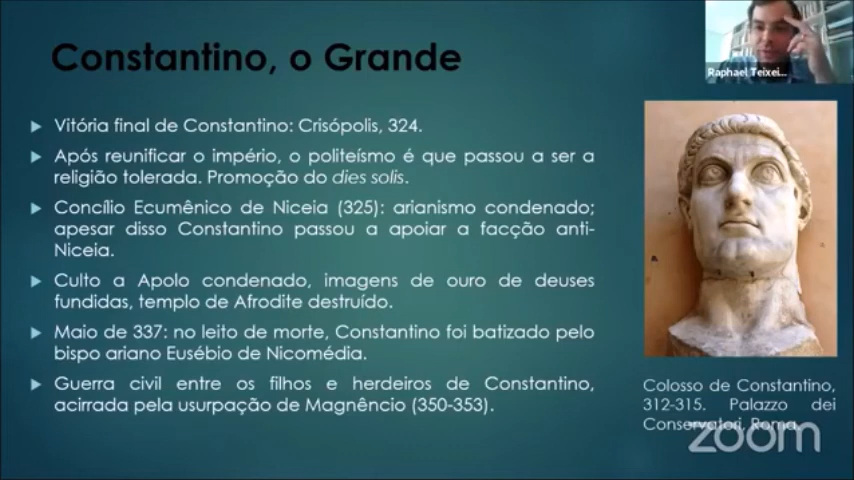 Constantino, o Grande
Raphael Teixei...
Vitória final de Constantino: Crisópolis, 324.
Após reunificar o império, o politeísmo é que passou a ser a
religião tolerada. Promoção do dies solis.
Concílio Ecumênico de Niceia (325): arianismo condenado;
apesar disso Constantino passou a apoiar a facção anti-
Niceia.
Culto a Apolo condenado, imagens de ouro de deuses
fundidas, templo de Afrodite destruído.
Maio de 337: no leito de morte, Constantino foi batizado pelo
bispo ariano Eusébio de Nicomédia.
Guerra civil entre os filhos e herdeiros de Constantino,
acirrada pela usurpação de Magnêncio (350-353).
Colosso de Constantino,
312-315. Palazzo dei
Conservatori, Roma.
zoom